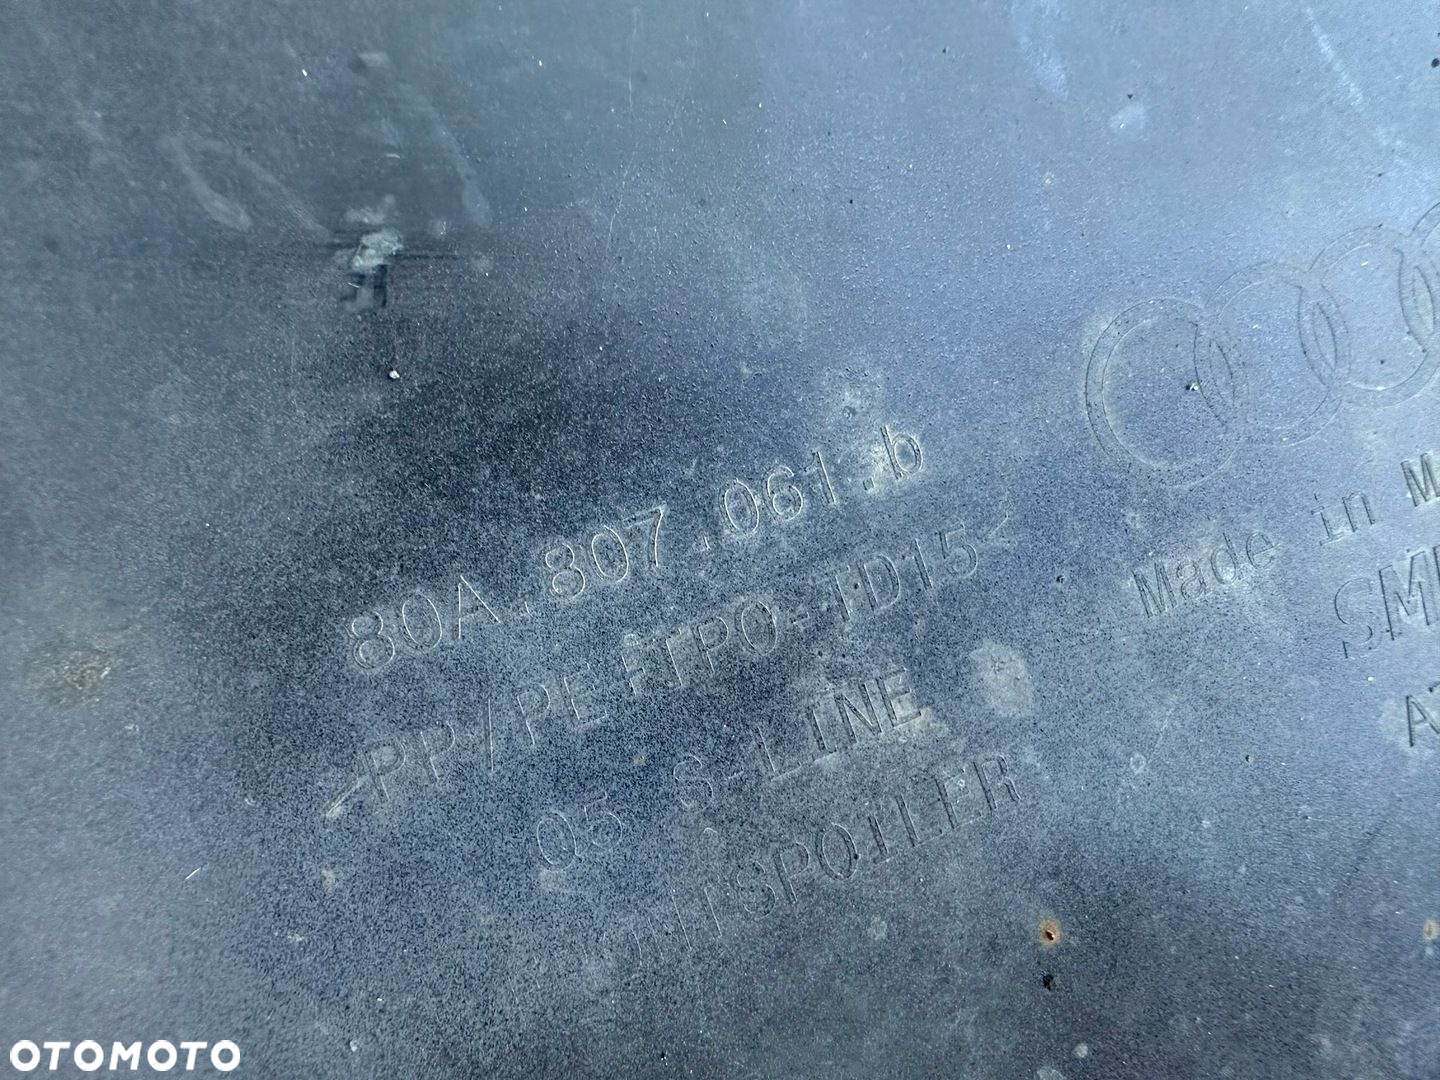 80A.807.061.b
>PP/PE+TPO-TD15<
Q5 S-LINE
SPOILER
Made in
OTOMOTO